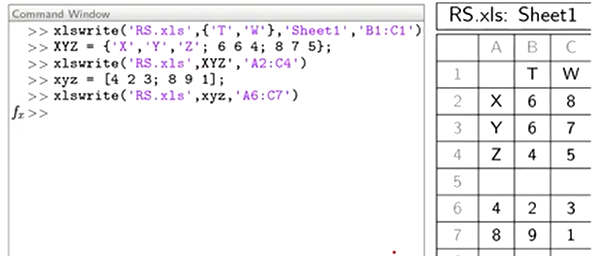 Command Window
>> xlswrite('RS.xls',{'T','W'},'Sheet1','B1:C1')
>> XYZ = {'X','Y','Z'; 6 6 4; 8 7 5};
>> xlswrite('RS.xls',XYZ','A2:C4')
>> xyz = [4 2 3; 8 9 1];
>> xlswrite('RS.xls',xyz,'A6:C7')
fx >>
RS.xls: Sheet1
A B C
1 T W
2 X 6 8
3 Y 6 7
4 Z 4 5
5
6 4 2 3
7 8 9 1